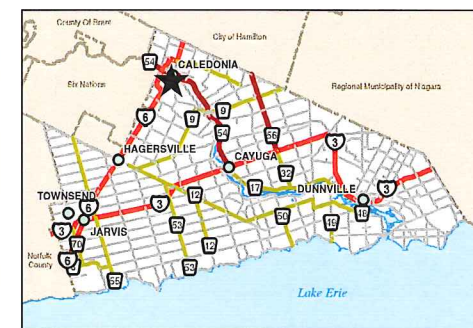 County Of Brant
City of Hamilton
54
CALEDONIA
Six Nations
Regional Municipality of Niagara
6
9
9
54
56
3
HAGERSVILLE
CAYUGA
32
TOWNSEND
6
3
12
17
DUNNVILLE
3
3
JARVIS
53
50
19
Norfolk
County
70
12
6
55
53
Lake Erie